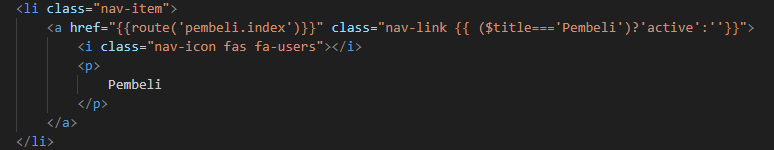 <li class="nav-item">
<a href="{{route('pembeli.index')}}" class="nav-link {{ ($title==='Pembeli')?'active':''}}">
<i class="nav-icon fas fa-users"></i>
<p>
Pembeli
</p>
</a>
</li>